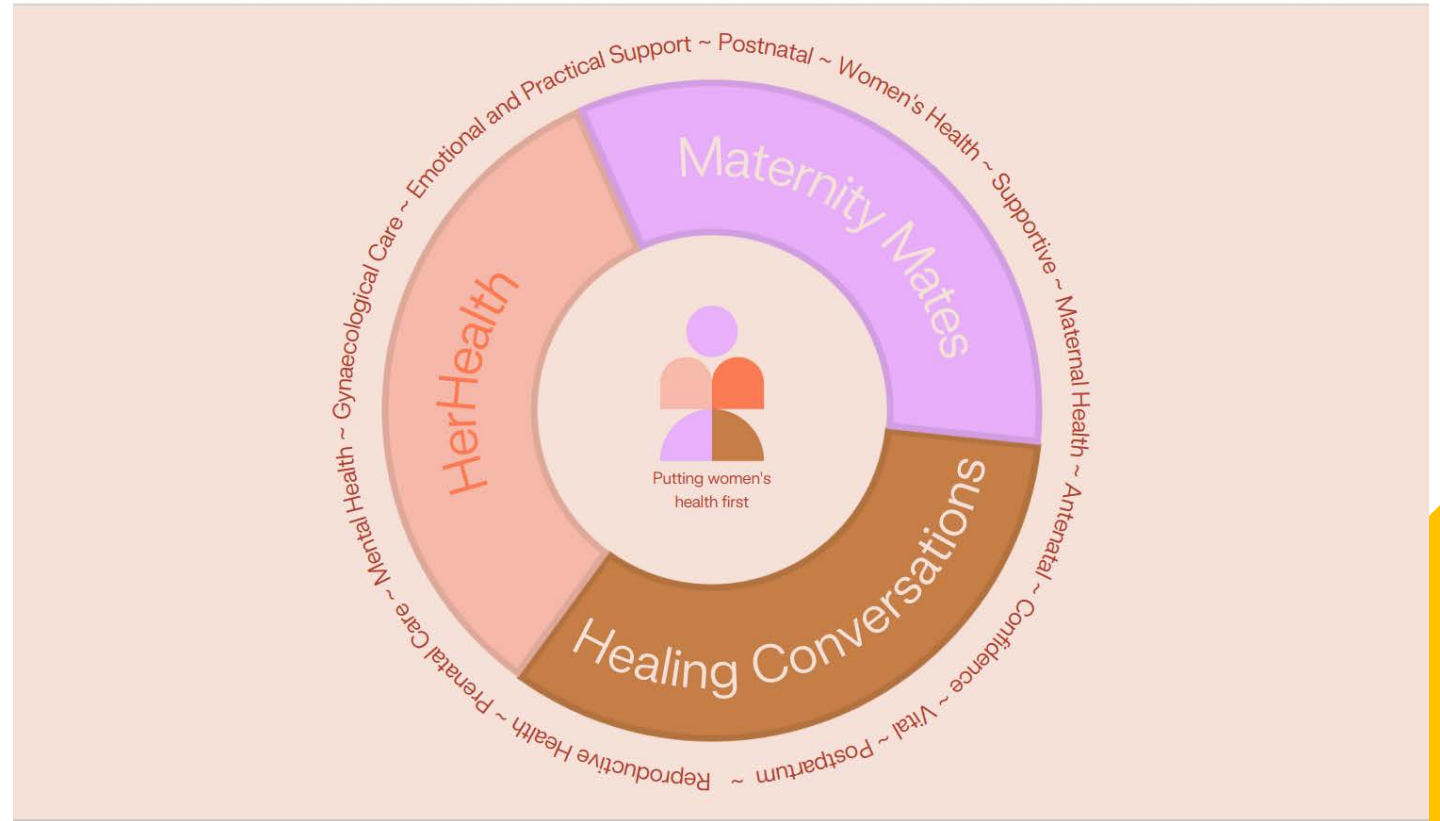 Reproductive Health ~ Prenatal Care ~ Mental Health ~ Gynaecological Care ~ Emotional and Practical Support ~ Postnatal ~ Women's Health ~ Supportive ~ Maternal Health ~ Antenatal ~ Confidence ~ Vital ~ Postpartum ~
Maternity Mates
HerHealth
Healing Conversations
Putting women's
health first